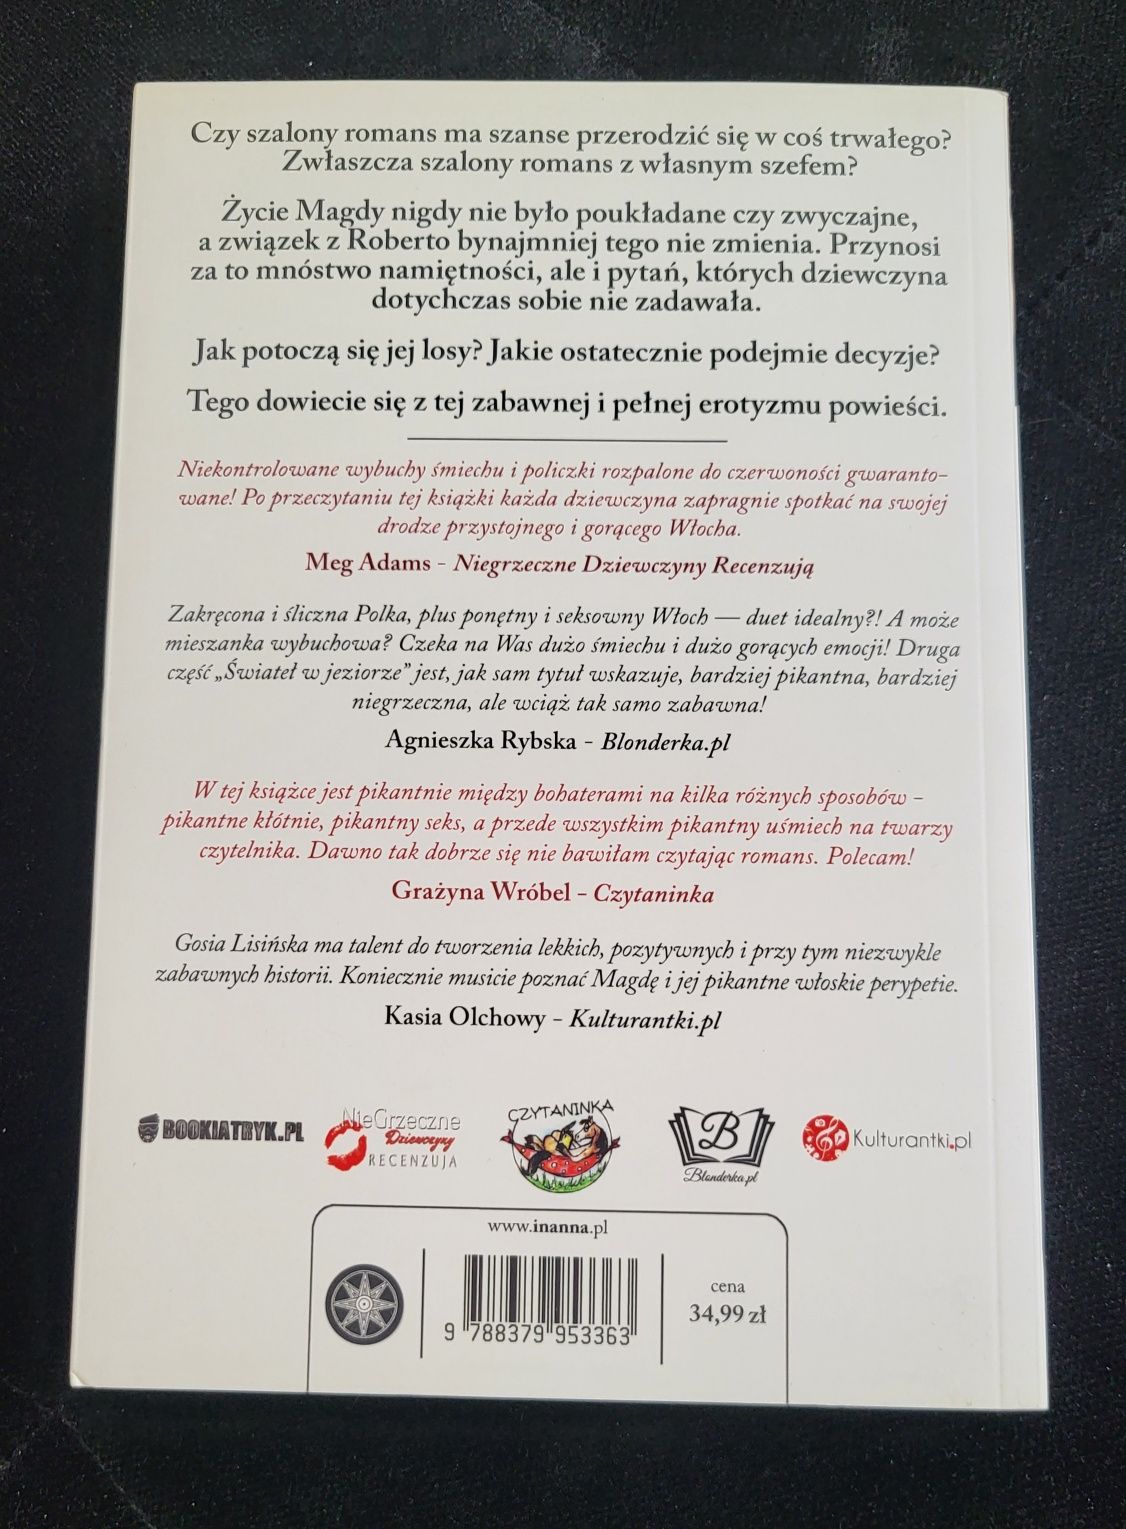 Czy szalony romans ma szanse przerodzić się w coś trwałego?
Zwłaszcza szalony romans z własnym szefem?
Życie Magdy nigdy nie było poukładane czy zwyczajne,
a związek z Roberto bynajmniej tego nie zmienia. Przynosi
za to mnóstwo namiętności, ale i pytań, których dziewczyna
dotychczas sobie nie zadawała.
Jak potoczą się jej losy? Jakie ostatecznie podejmie decyzje?
Tego dowiecie się z tej zabawnej i pełnej erotyzmu powieści.
Niekontrolowane wybuchy śmiechu i policzki rozpalone do czerwoności gwaranto-
wane! Po przeczytaniu tej książki każda dziewczyna zapragnie spotkać na swojej
drodze przystojnego i gorącego Włocha.
Meg Adams - Niegrzeczne Dziewczyny Recenzują
Zakręcona i śliczna Polka, plus ponętny i seksowny Włoch — duet idealny?! A może
mieszanka wybuchowa? Czeka na Was dużo śmiechu i dużo gorących emocji! Druga
część „Świateł w jeziorze” jest, jak sam tytuł wskazuje, bardziej pikantna, bardziej
niegrzeczna, ale wciąż tak samo zabawna!
Agnieszka Rybska - Blonderka.pl
W tej książce jest pikantnie między bohaterami na kilka różnych sposobów –
pikantne kłótnie, pikantny seks, a przede wszystkim pikantny uśmiech na twarzy
czytelnika. Dawno tak dobrze się nie bawiłam czytając romans. Polecam!
Grażyna Wróbel – Czytaninka
Gosia Lisińska ma talent do tworzenia lekkich, pozytywnych i przy tym niezwykle
zabawnych historii. Koniecznie musicie poznać Magdę i jej pikantne włoskie perypetie.
Kasia Olchowy – Kulturantki.pl
BOOKIATRYK.PL
NieGrzeczne
Dziewczyny
RECENZUJĄ
CZYTANINKA
B
Blonderka.pl
Kulturantki.pl
www.inanna.pl
cena
34,99 zł
9 788379 953363